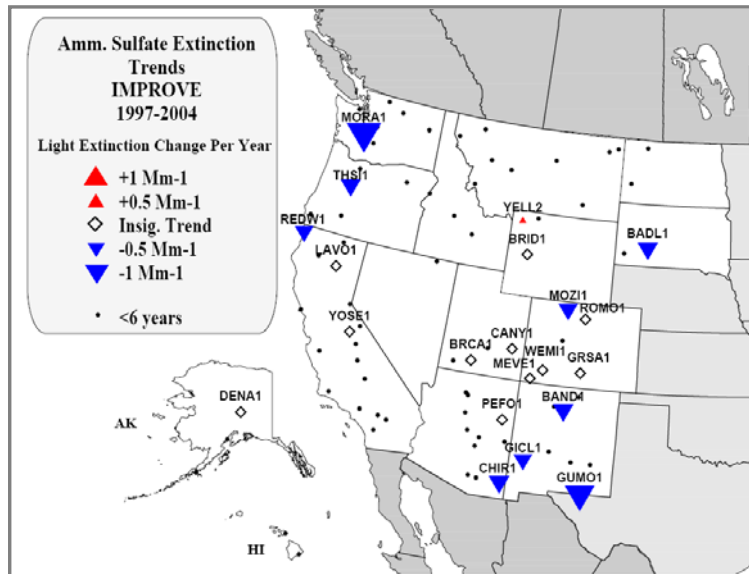 Amm. Sulfate Extinction
Trends
IMPROVE
1997-2004
Light Extinction Change Per Year
+1 Mm-1
+0.5 Mm-1
Insig. Trend
-0.5 Mm-1
-1 Mm-1
<6 years
MORA1
THSI1
REDW1
LAVO1
YOSE1
YELL2
BRID1
BADL1
MOZI1
ROMO1
CANY1
BRCA1
WEMI1
MEVE1
GRSA1
PEFO1
BAND1
GICL1
CHIR1
GUMO1
DENA1
AK
HI